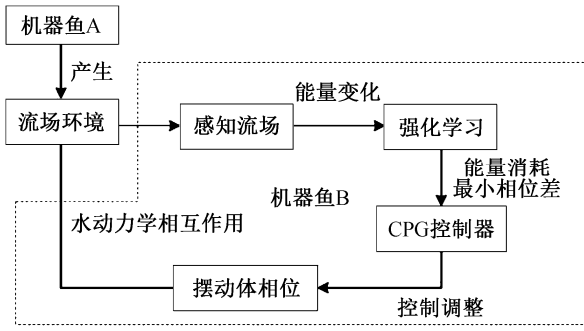 机器鱼A
产生
能量变化
流场环境
感知流场
强化学习
能量消耗
最小相位差
机器鱼B
水动力学相互作用
CPG控制器
摆动体相位
控制调整